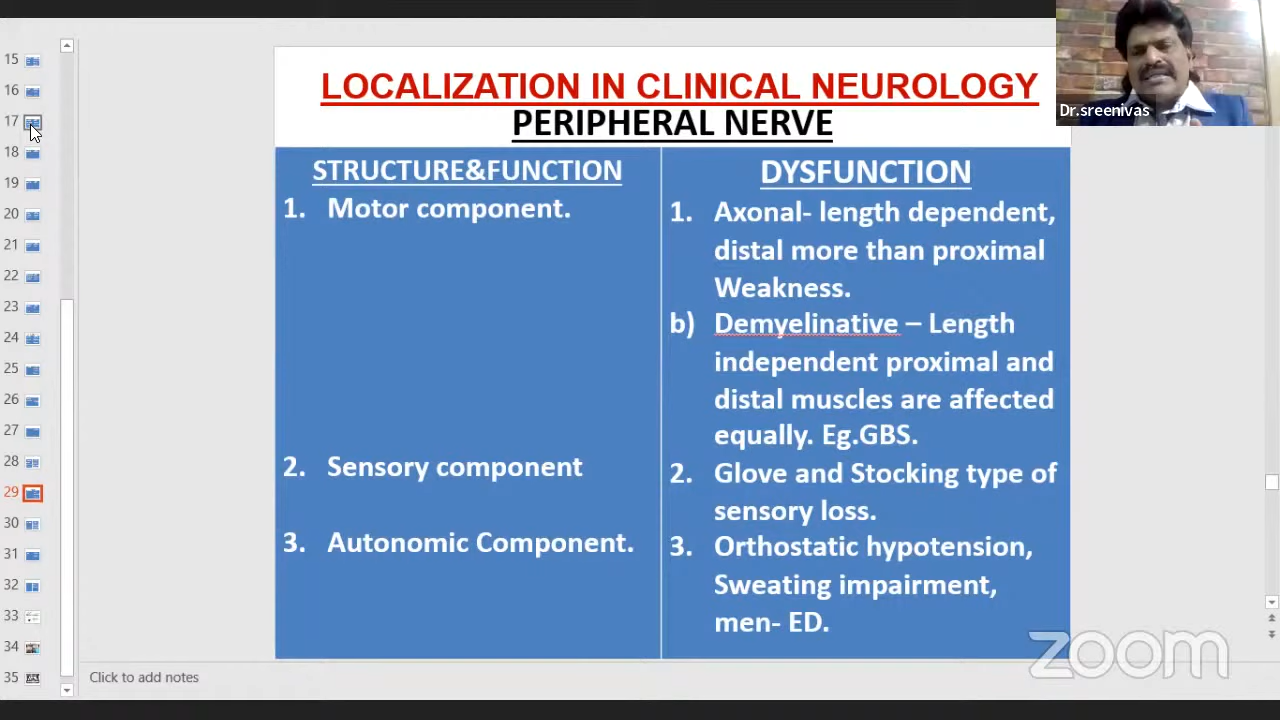 15
16
17
18
19
20
21
22
23
24
25
26
27
28
29
30
31
32
33
34
35
LOCALIZATION IN CLINICAL NEUROLOGY
PERIPHERAL NERVE
STRUCTURE&FUNCTION
1. Motor component.
2. Sensory component
3. Autonomic Component.
DYSFUNCTION
1. Axonal- length dependent,
distal more than proximal
Weakness.
b) Demyelinative – Length
independent proximal and
distal muscles are affected
equally. Eg.GBS.
2. Glove and Stocking type of
sensory loss.
3. Orthostatic hypotension,
Sweating impairment,
men- ED.
Click to add notes
Dr.sreenivas
zoom